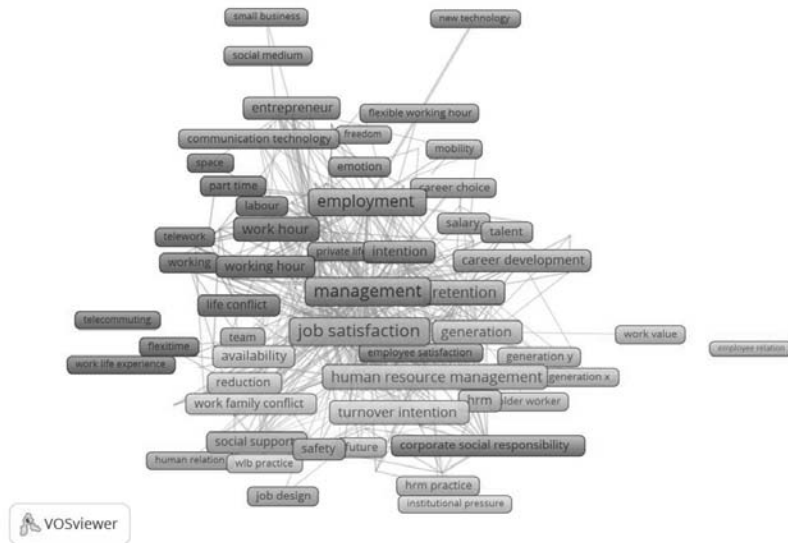 small business
new technology
social medium
entrepreneur
flexible working hour
communication technology
freedom
mobility
space
emotion
part time
career choice
labour
employment
salary
talent
work hour
telework
private life
intention
working
working hour
career development
management
retention
life conflict
telecommuting
job satisfaction
generation
work value
team
flexitime
employee satisfaction
employee relation
availability
generation y
work life experience
reduction
human resource management
generation x
work family conflict
turnover intention
hrm
older worker
social support
safety
future
corporate social responsibility
human relation
wlb practice
hrm practice
job design
institutional pressure
VOSviewer